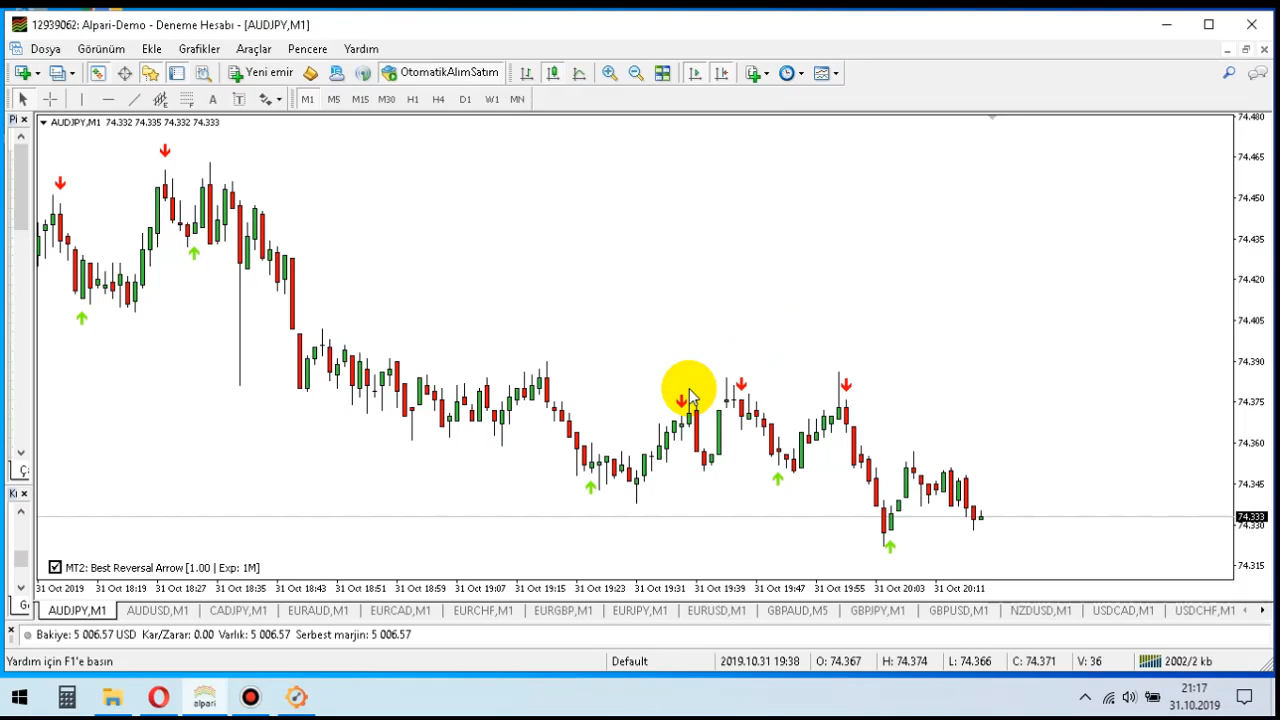 12939062: Alpari-Demo - Deneme Hesabı - [AUDJPY,M1]
Dosya Görünüm Ekle Grafikler Araçlar Pencere Yardım
Yeni emir OtomatikAlımSatım
A T M1 M5 M15 M30 H1 H4 D1 W1 MN
Pi
AUDJPY,M1 74.332 74.335 74.332 74.333
74.480
74.465
74.450
74.435
74.420
74.405
74.390
74.375
74.360
74.345
74.333
74.330
74.315
MT2: Best Reversal Arrow [1.00 | Exp: 1M]
31 Oct 2019 31 Oct 18:19 31 Oct 18:27 31 Oct 18:35 31 Oct 18:43 31 Oct 18:51 31 Oct 18:59 31 Oct 19:07 31 Oct 19:15 31 Oct 19:23 31 Oct 19:31 31 Oct 19:39 31 Oct 19:47 31 Oct 19:55 31 Oct 20:03 31 Oct 20:11
AUDJPY,M1 AUDUSD,M1 CADJPY,M1 EURAUD,M1 EURCAD,M1 EURCHF,M1 EURGBP,M1 EURJPY,M1 EURUSD,M1 GBPAUD,M5 GBPJPY,M1 GBPUSD,M1 NZDUSD,M1 USDCAD,M1 USDCHF,M1
Bakiye: 5 006.57 USD Kar/Zarar: 0.00 Varlık: 5 006.57 Serbest marjin: 5 006.57
Yardım için F1'e basın Default 2019.10.31 19:38 O: 74.367 H: 74.374 L: 74.366 C: 74.371 V: 36 2002/2 kb
alpari
21:17
31.10.2019